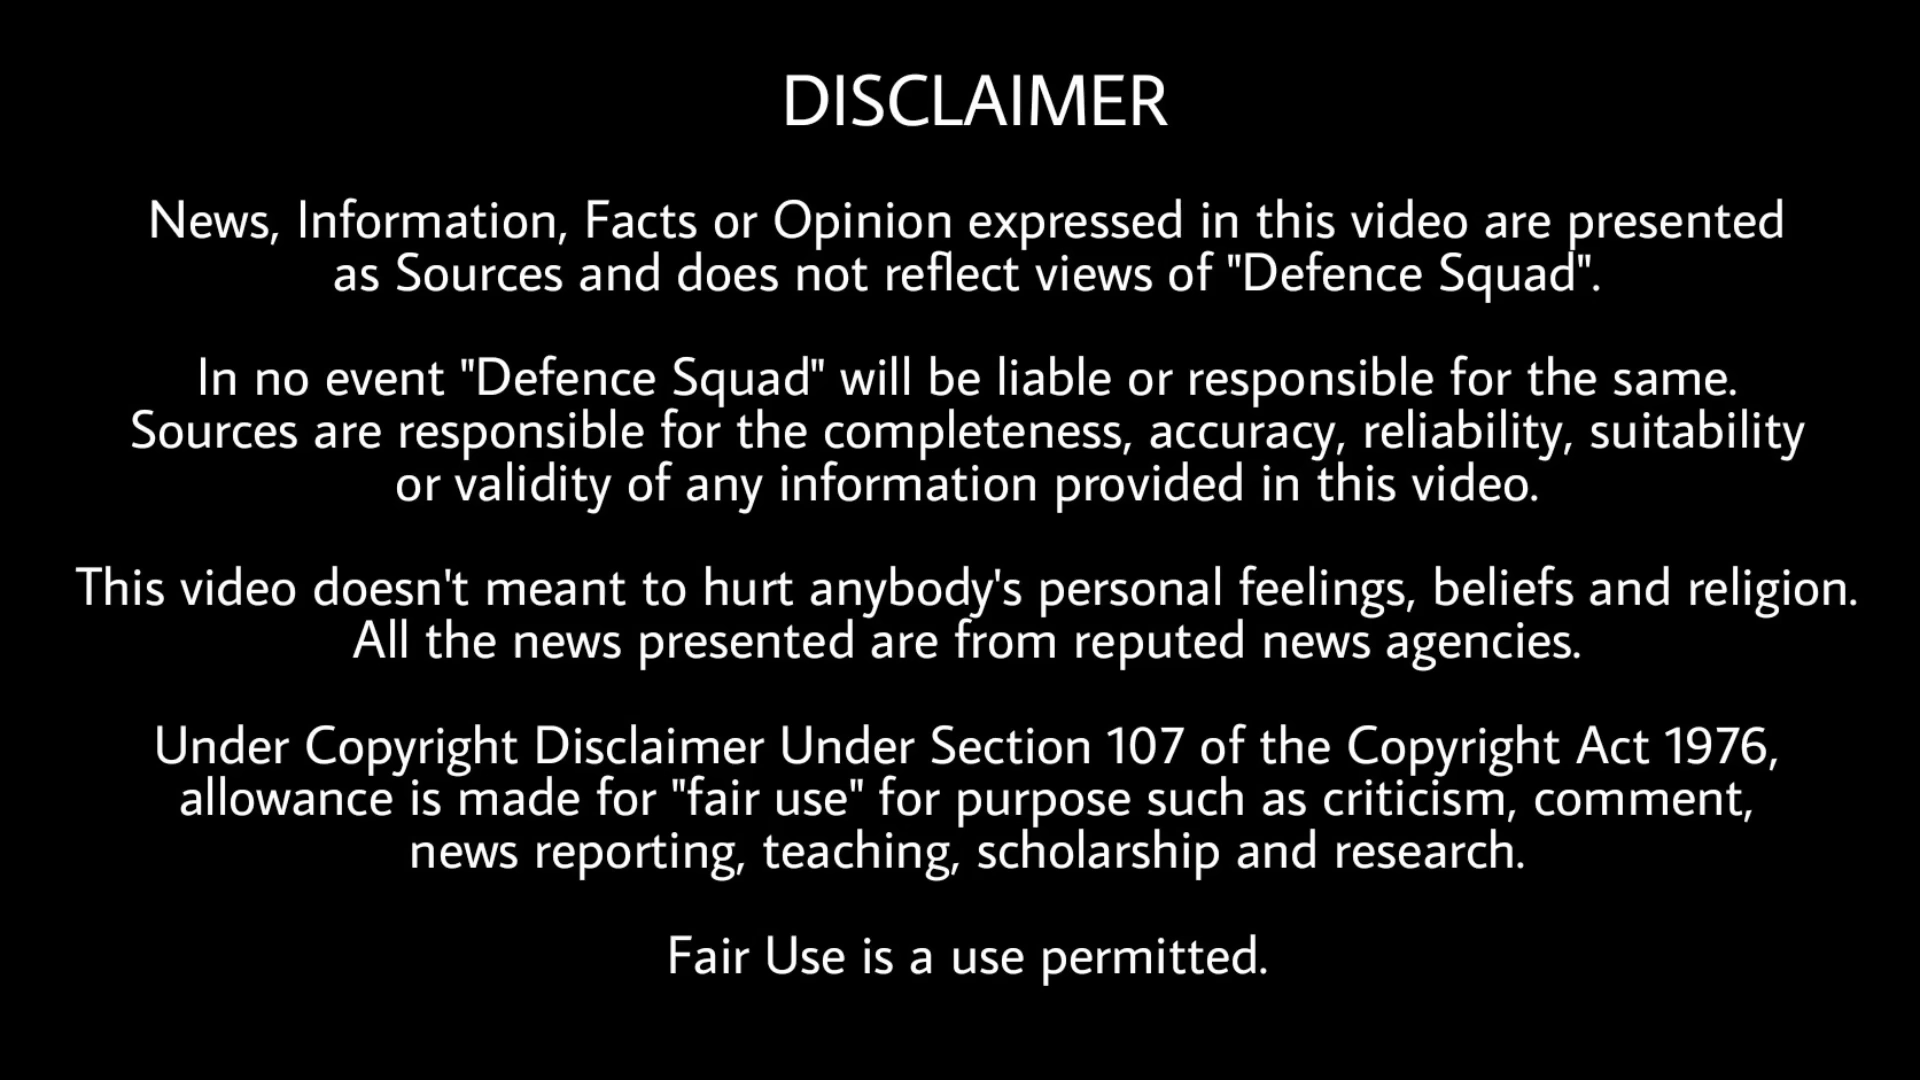 DISCLAIMER
News, Information, Facts or Opinion expressed in this video are presented
as Sources and does not reflect views of "Defence Squad".
In no event "Defence Squad" will be liable or responsible for the same.
Sources are responsible for the completeness, accuracy, reliability, suitability
or validity of any information provided in this video.
This video doesn't meant to hurt anybody's personal feelings, beliefs and religion.
All the news presented are from reputed news agencies.
Under Copyright Disclaimer Under Section 107 of the Copyright Act 1976,
allowance is made for "fair use" for purpose such as criticism, comment,
news reporting, teaching, scholarship and research.
Fair Use is a use permitted.